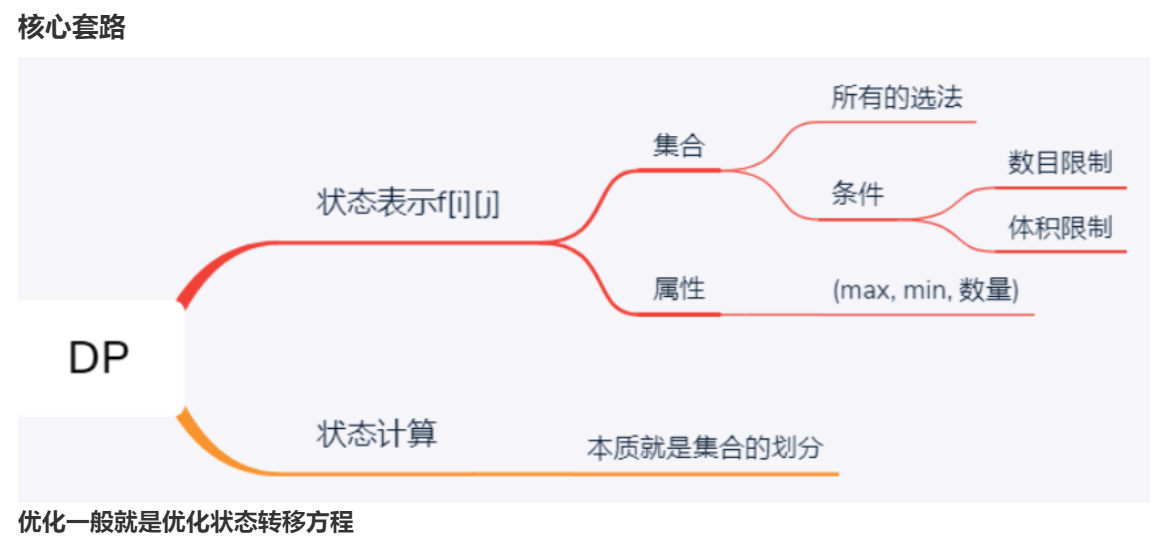 核心套路
DP
状态表示f[i][j]
集合
所有的选法
条件
数目限制
体积限制
属性
(max, min, 数量)
状态计算
本质就是集合的划分
优化一般就是优化状态转移方程